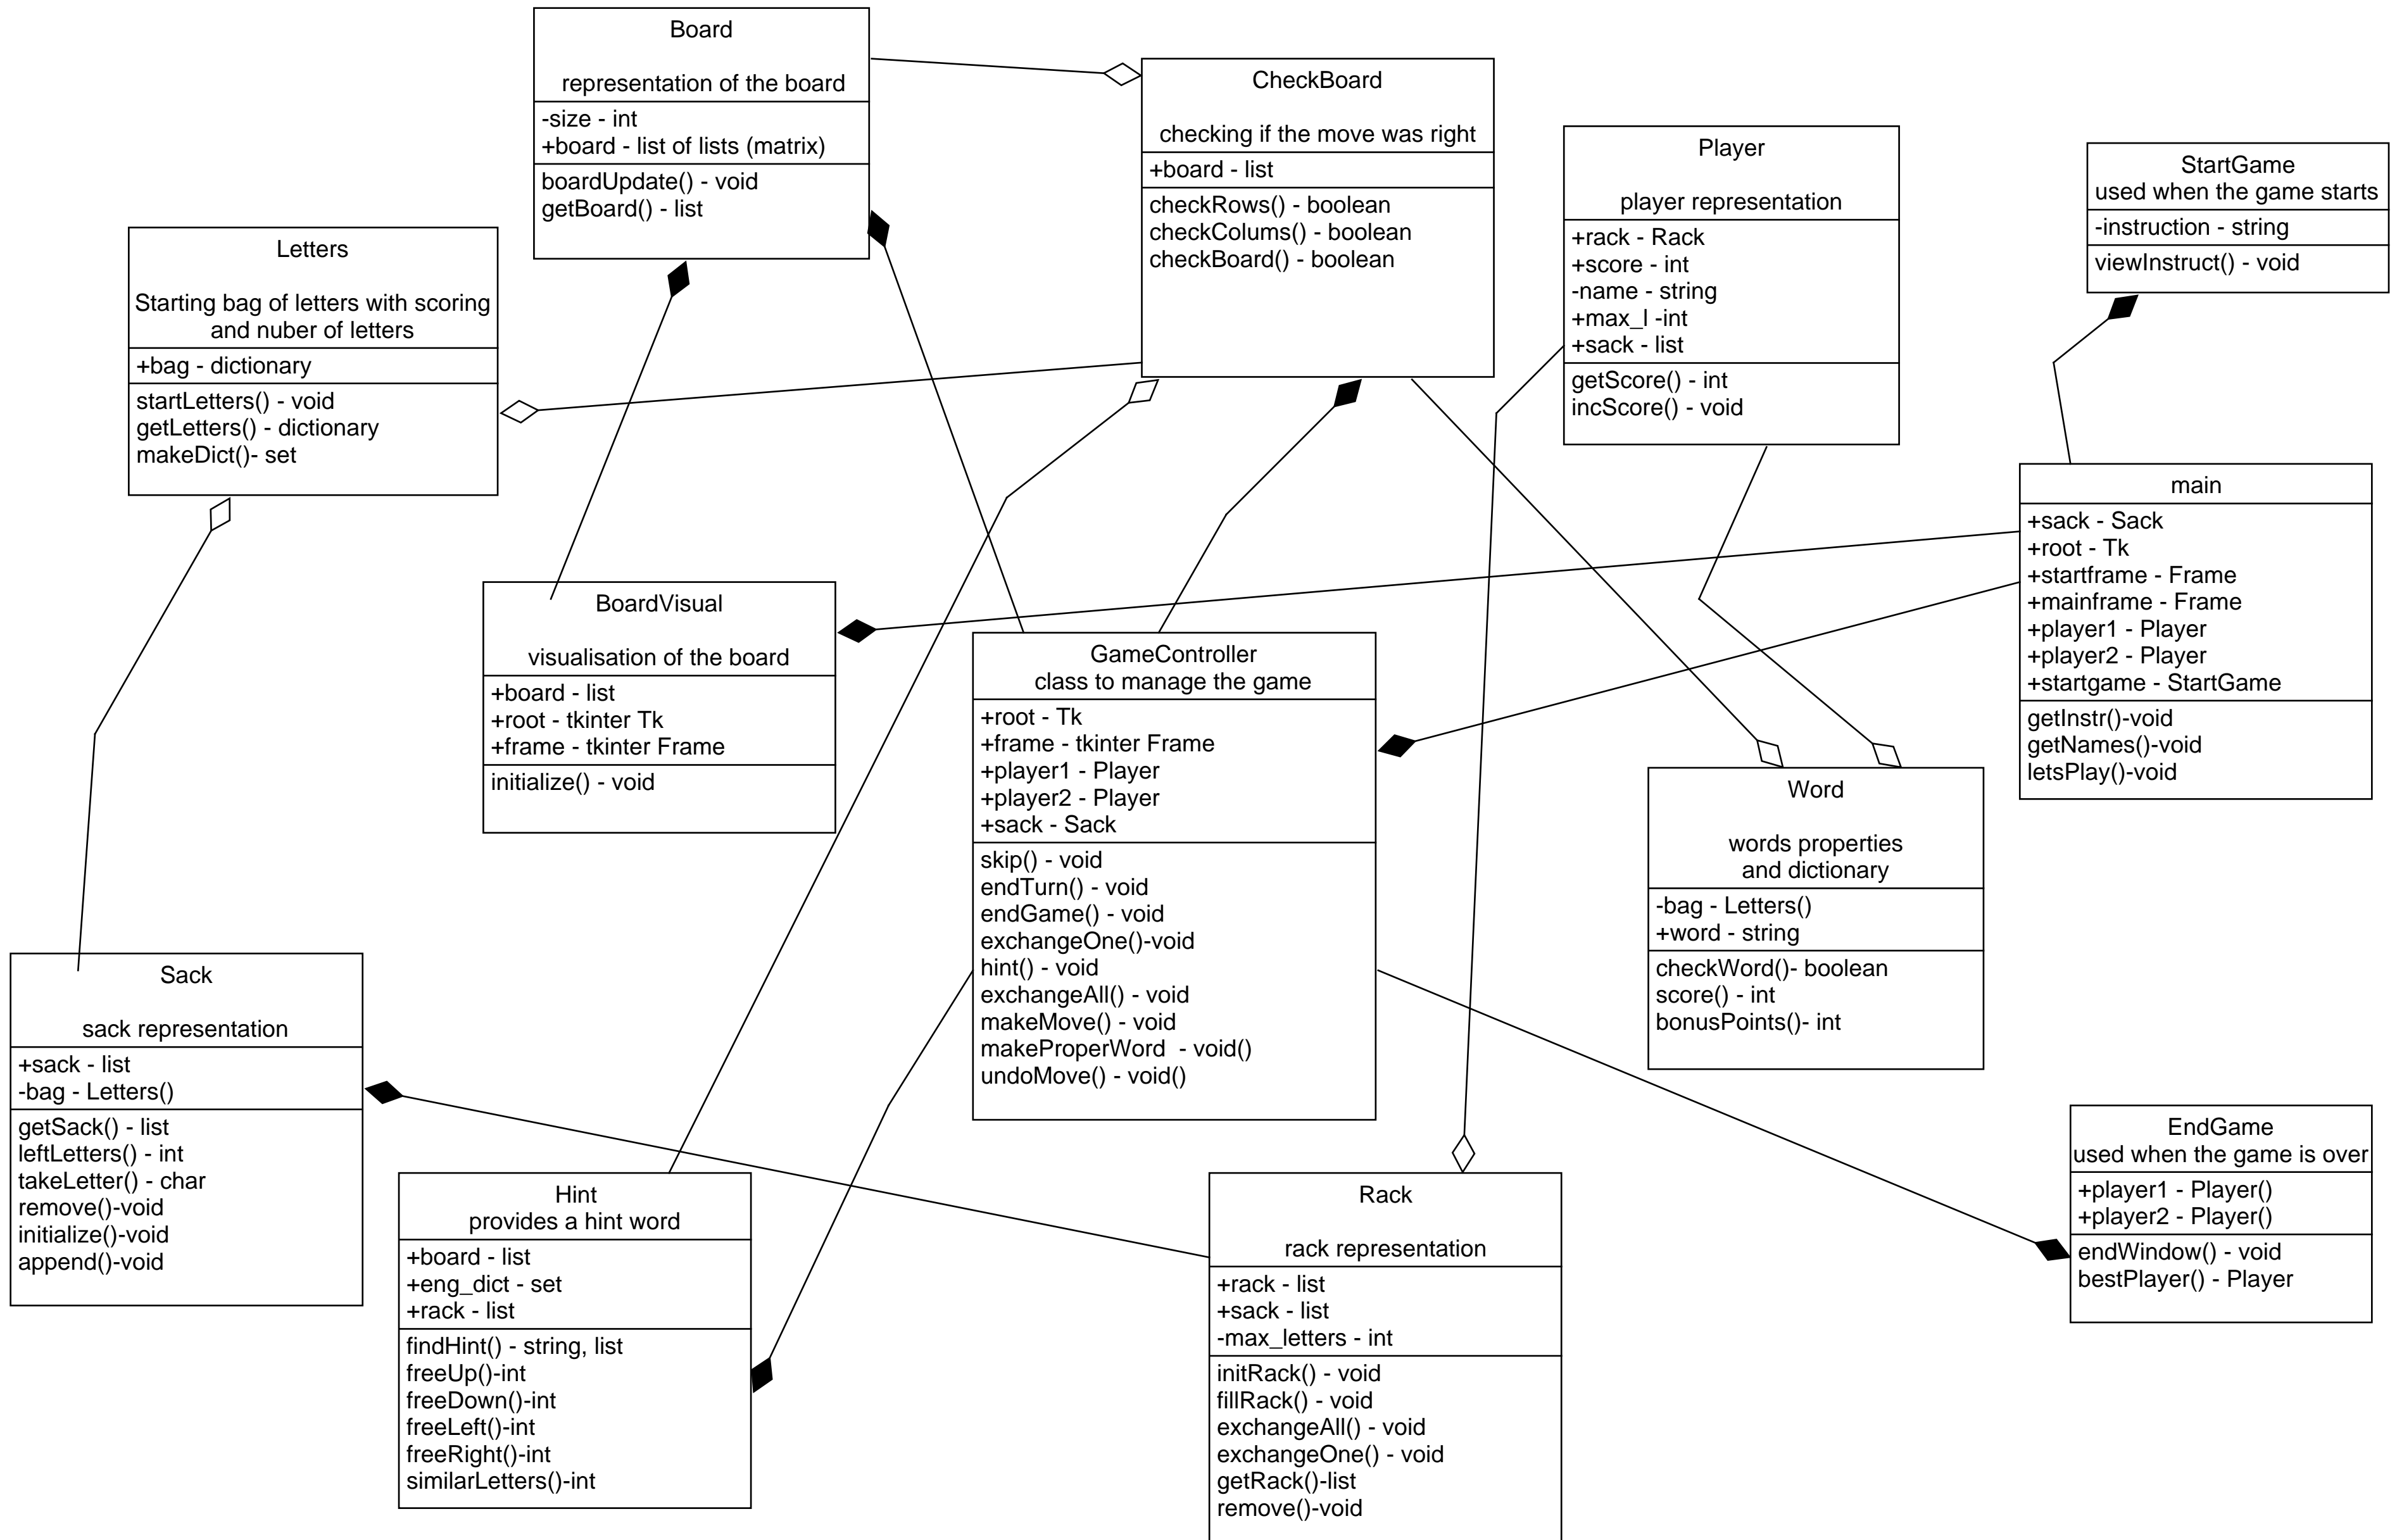 Board
representation of the board
-size - int
+board - list of lists (matrix)
boardUpdate() - void
getBoard() - list
CheckBoard
checking if the move was right
+board - list
checkRows() - boolean
checkColums() - boolean
checkBoard() - boolean
Player
player representation
+rack - Rack
+score - int
-name - string
+max_l -int
+sack - list
getScore() - int
incScore() - void
StartGame
used when the game starts
-instruction - string
viewInstruct() - void
Letters
Starting bag of letters with scoring
and nuber of letters
+bag - dictionary
startLetters() - void
getLetters() - dictionary
makeDict()- set
main
+sack - Sack
+root - Tk
+startframe - Frame
+mainframe - Frame
+player1 - Player
+player2 - Player
+startgame - StartGame
getInstr()-void
getNames()-void
letsPlay()-void
BoardVisual
visualisation of the board
+board - list
+root - tkinter Tk
+frame - tkinter Frame
initialize() - void
GameController
class to manage the game
+root - Tk
+frame - tkinter Frame
+player1 - Player
+player2 - Player
+sack - Sack
skip() - void
endTurn() - void
endGame() - void
exchangeOne()-void
hint() - void
exchangeAll() - void
makeMove() - void
makeProperWord  - void()
undoMove() - void()
Word
words properties
and dictionary
-bag - Letters()
+word - string
checkWord()- boolean
score() - int
bonusPoints()- int
Sack
sack representation
+sack - list
-bag - Letters()
getSack() - list
leftLetters() - int
takeLetter() - char
remove()-void
initialize()-void
append()-void
Hint
provides a hint word
+board - list
+eng_dict - set
+rack - list
findHint() - string, list
freeUp()-int
freeDown()-int
freeLeft()-int
freeRight()-int
similarLetters()-int
Rack
rack representation
+rack - list
+sack - list
-max_letters - int
initRack() - void
fillRack() - void
exchangeAll() - void
exchangeOne() - void
getRack()-list
remove()-void
EndGame
used when the game is over
+player1 - Player()
+player2 - Player()
endWindow() - void
bestPlayer() - Player